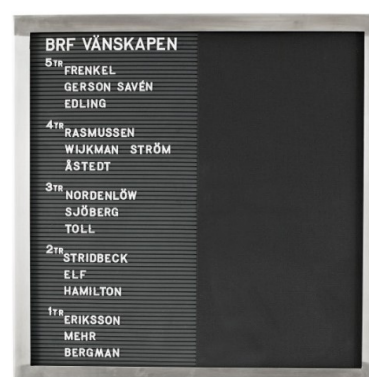 BRF VÄNSKAPEN
5TR FRENKEL
GERSON SAVÉN
EDLING
4TR RASMUSSEN
WIJKMAN STRÖM
ÅSTEDT
3TR NORDENLÖW
SJÖBERG
TOLL
2TR STRIDBECK
ELF
HAMILTON
1TR ERIKSSON
MEHR
BERGMAN